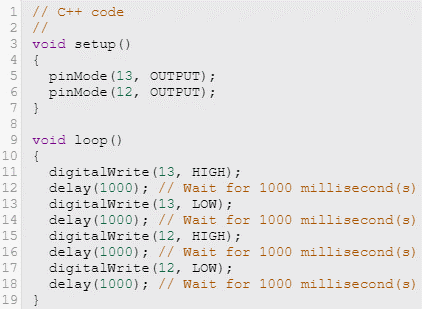 1 // C++ code
2 //
3 void setup()
4 {
5   pinMode(13, OUTPUT);
6   pinMode(12, OUTPUT);
7 }
8
9 void loop()
10 {
11   digitalWrite(13, HIGH);
12   delay(1000); // Wait for 1000 millisecond(s)
13   digitalWrite(13, LOW);
14   delay(1000); // Wait for 1000 millisecond(s)
15   digitalWrite(12, HIGH);
16   delay(1000); // Wait for 1000 millisecond(s)
17   digitalWrite(12, LOW);
18   delay(1000); // Wait for 1000 millisecond(s)
19 }